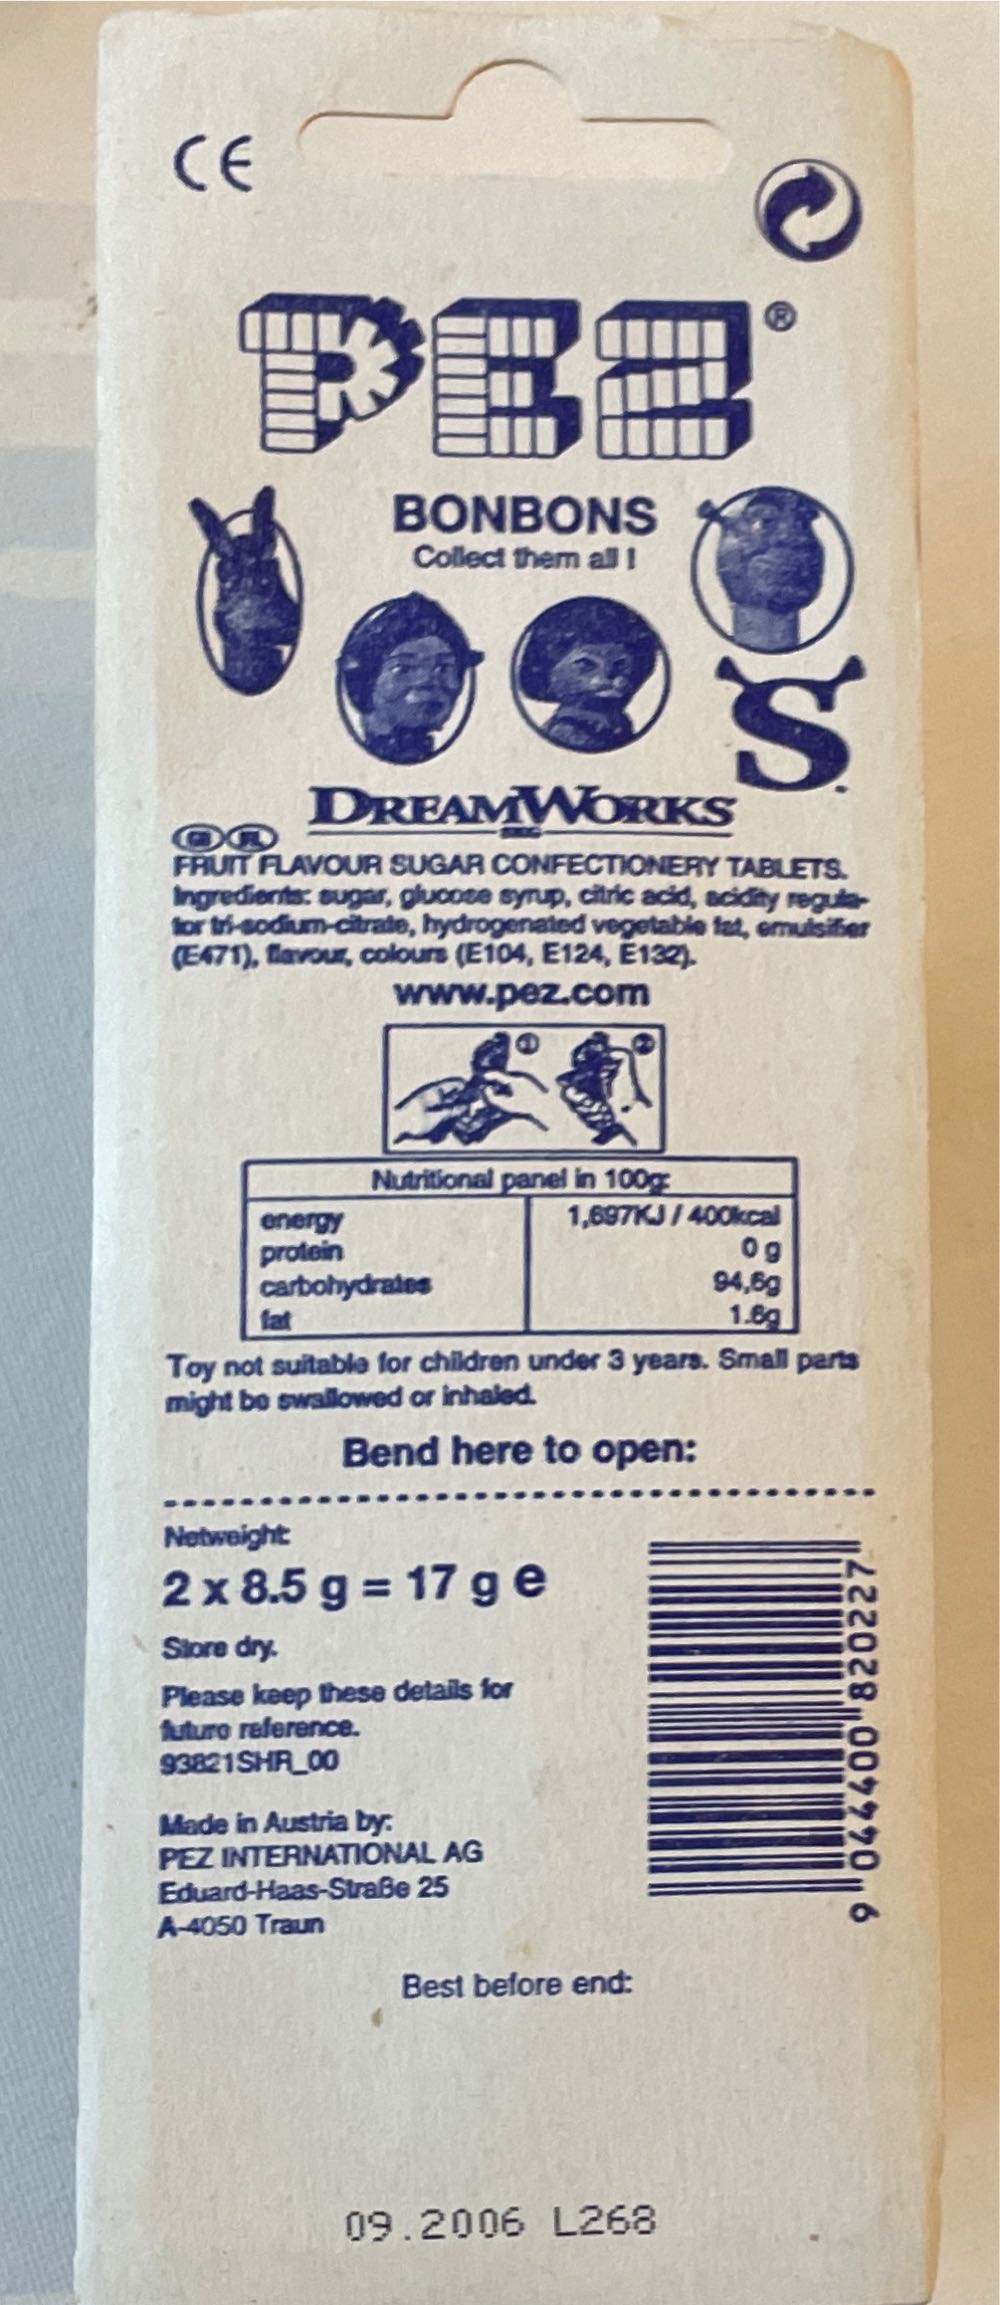 CE
PEZ®
BONBONS
Collect them all !
S
DREAMWORKS
SKG
GB IRL
FRUIT FLAVOUR SUGAR CONFECTIONERY TABLETS.
Ingredients: sugar, glucose syrup, citric acid, acidity regula-
tor tri-sodium-citrate, hydrogenated vegetable fat, emulsifier
(E471), flavour, colours (E104, E124, E132).
www.pez.com
1 2
Nutritional panel in 100g:
energy 1,697KJ / 400kcal
protein 0 g
carbohydrates 94,6g
fat 1.6g
Toy not suitable for children under 3 years. Small parts
might be swallowed or inhaled.
Bend here to open:
Netweight:
2 x 8.5 g = 17 g e
Store dry.
Please keep these details for
future reference.
93821SHR_00
Made in Austria by:
PEZ INTERNATIONAL AG
Eduard-Haas-Straße 25
A-4050 Traun
9 044400 820227
Best before end:
09.2006 L268